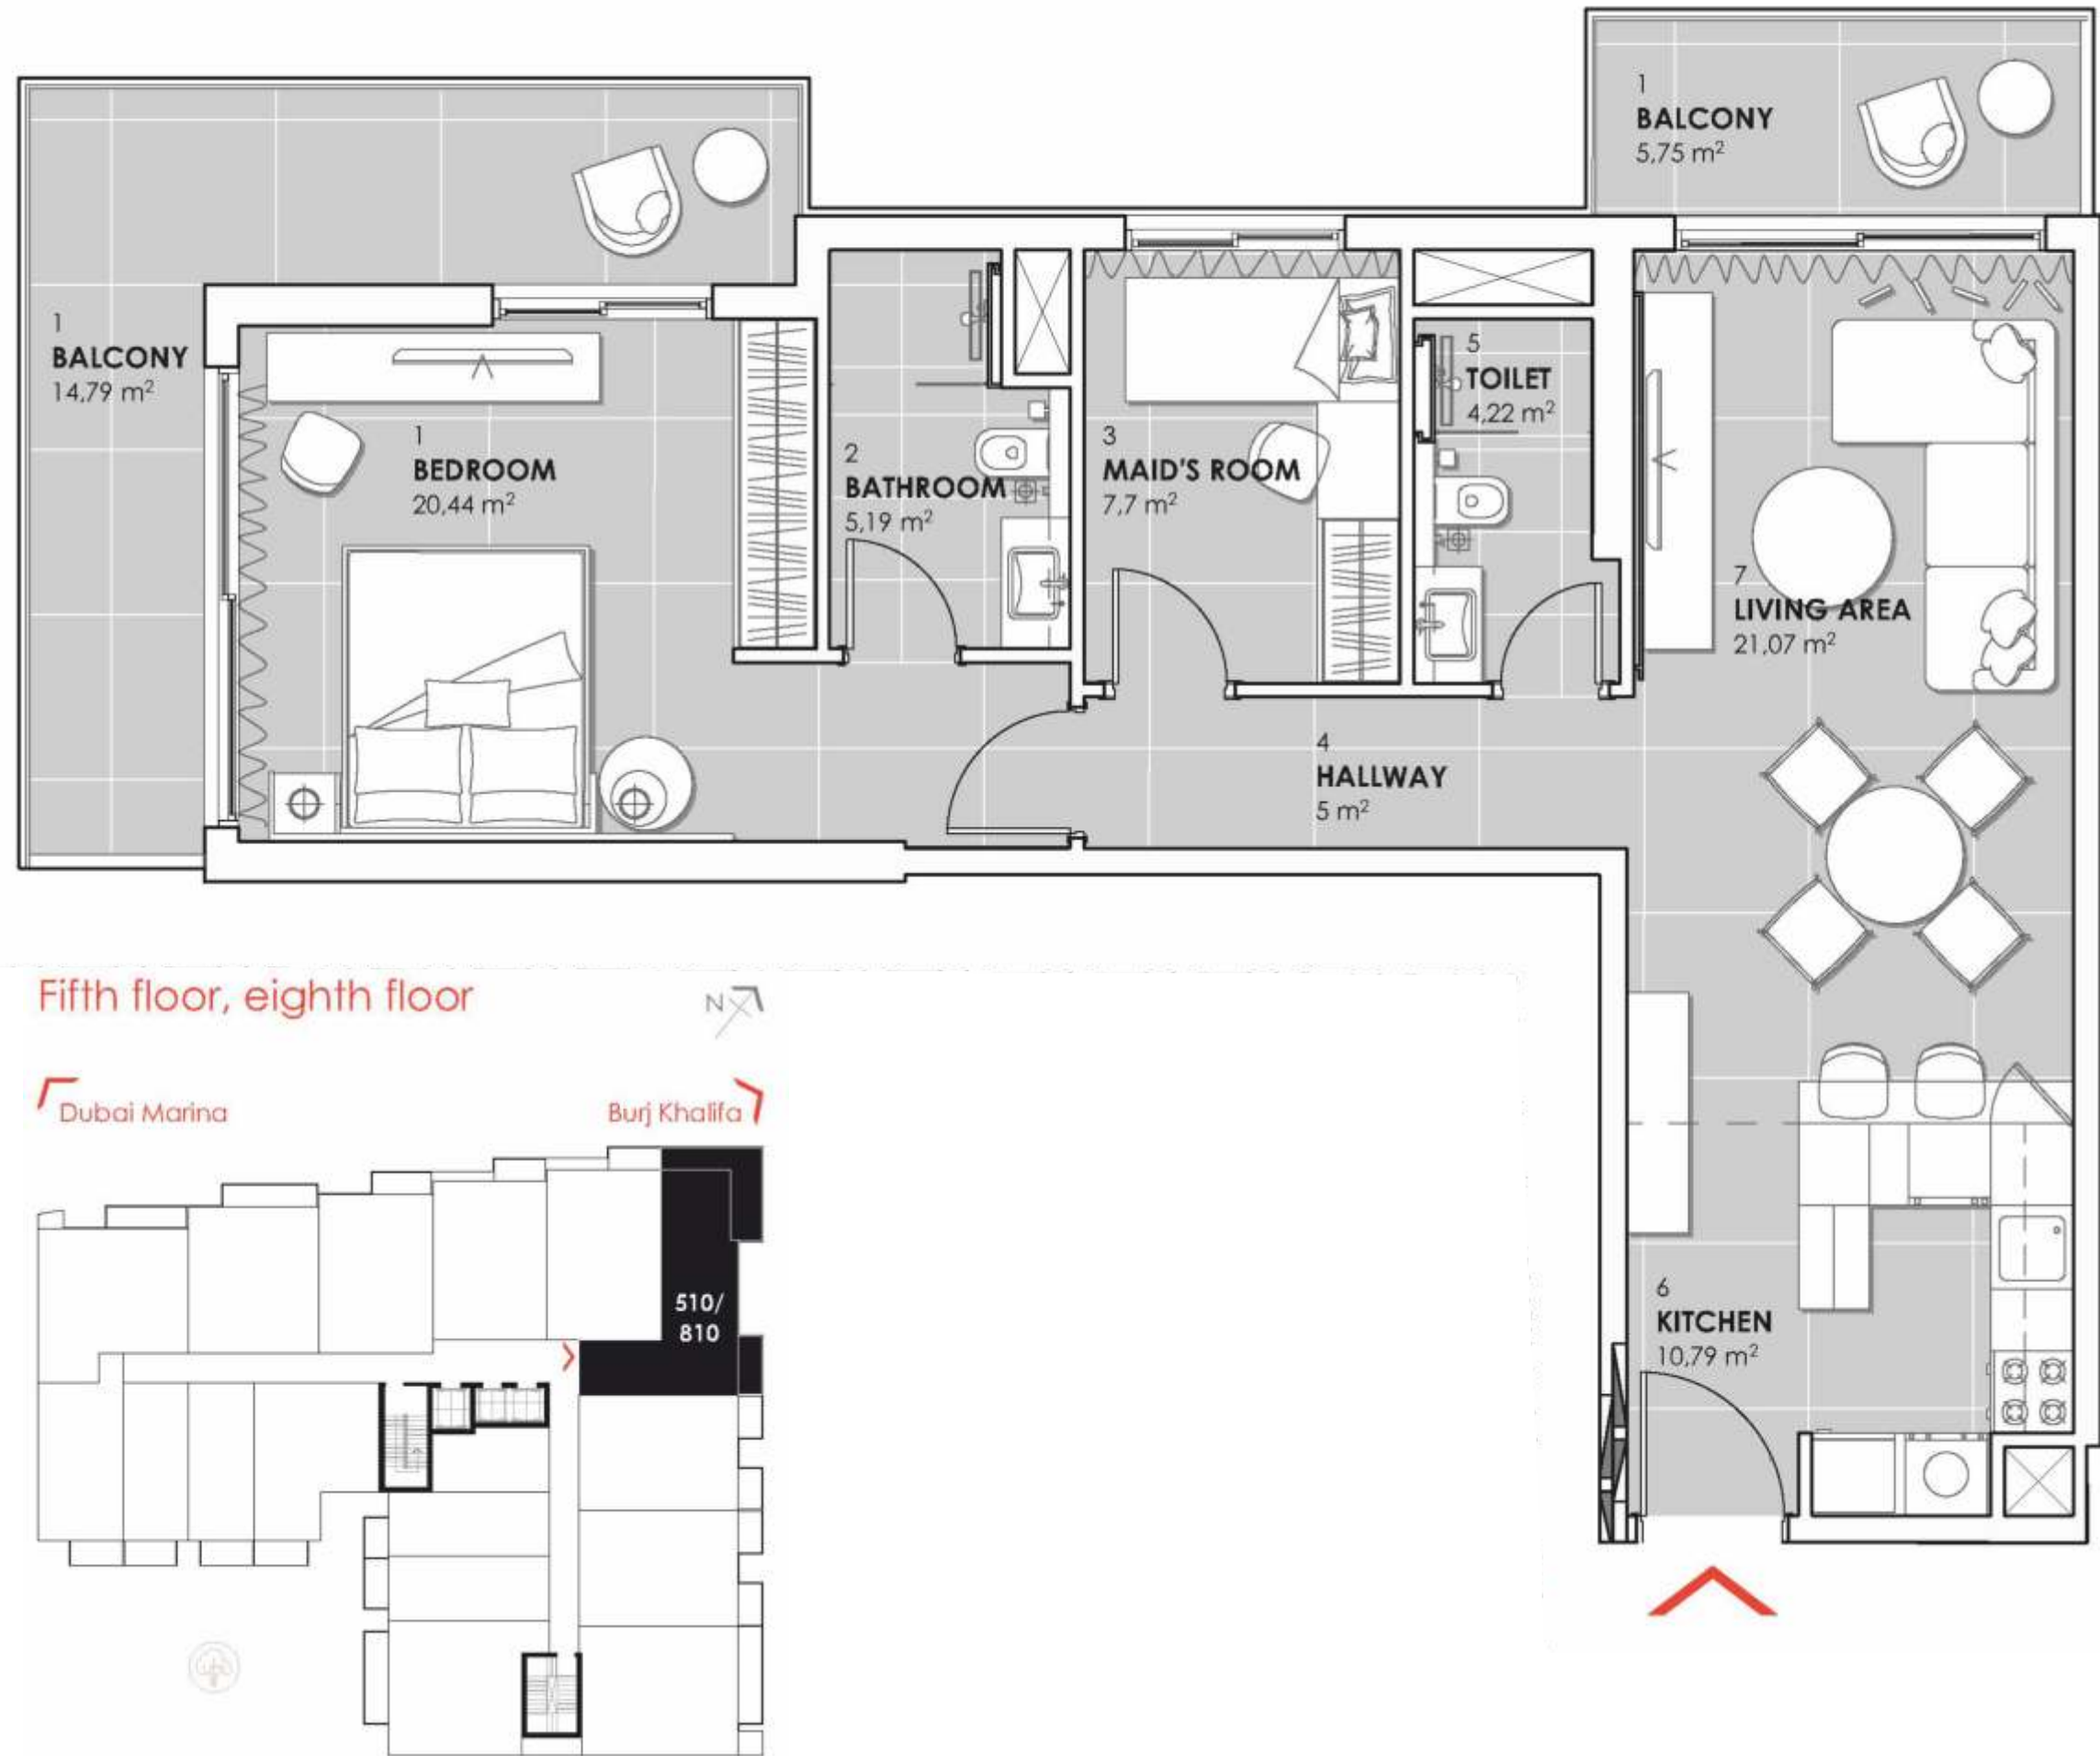 1
BALCONY
5,75 m²
1
BALCONY
14,79 m²
1
BEDROOM
20,44 m²
2
BATHROOM
5,19 m²
3
MAID'S ROOM
7,7 m²
5
TOILET
4,22 m²
7
LIVING AREA
21,07 m²
4
HALLWAY
5 m²
6
KITCHEN
10,79 m²
Fifth floor, eighth floor
N
Dubai Marina
Burj Khalifa
510/
810